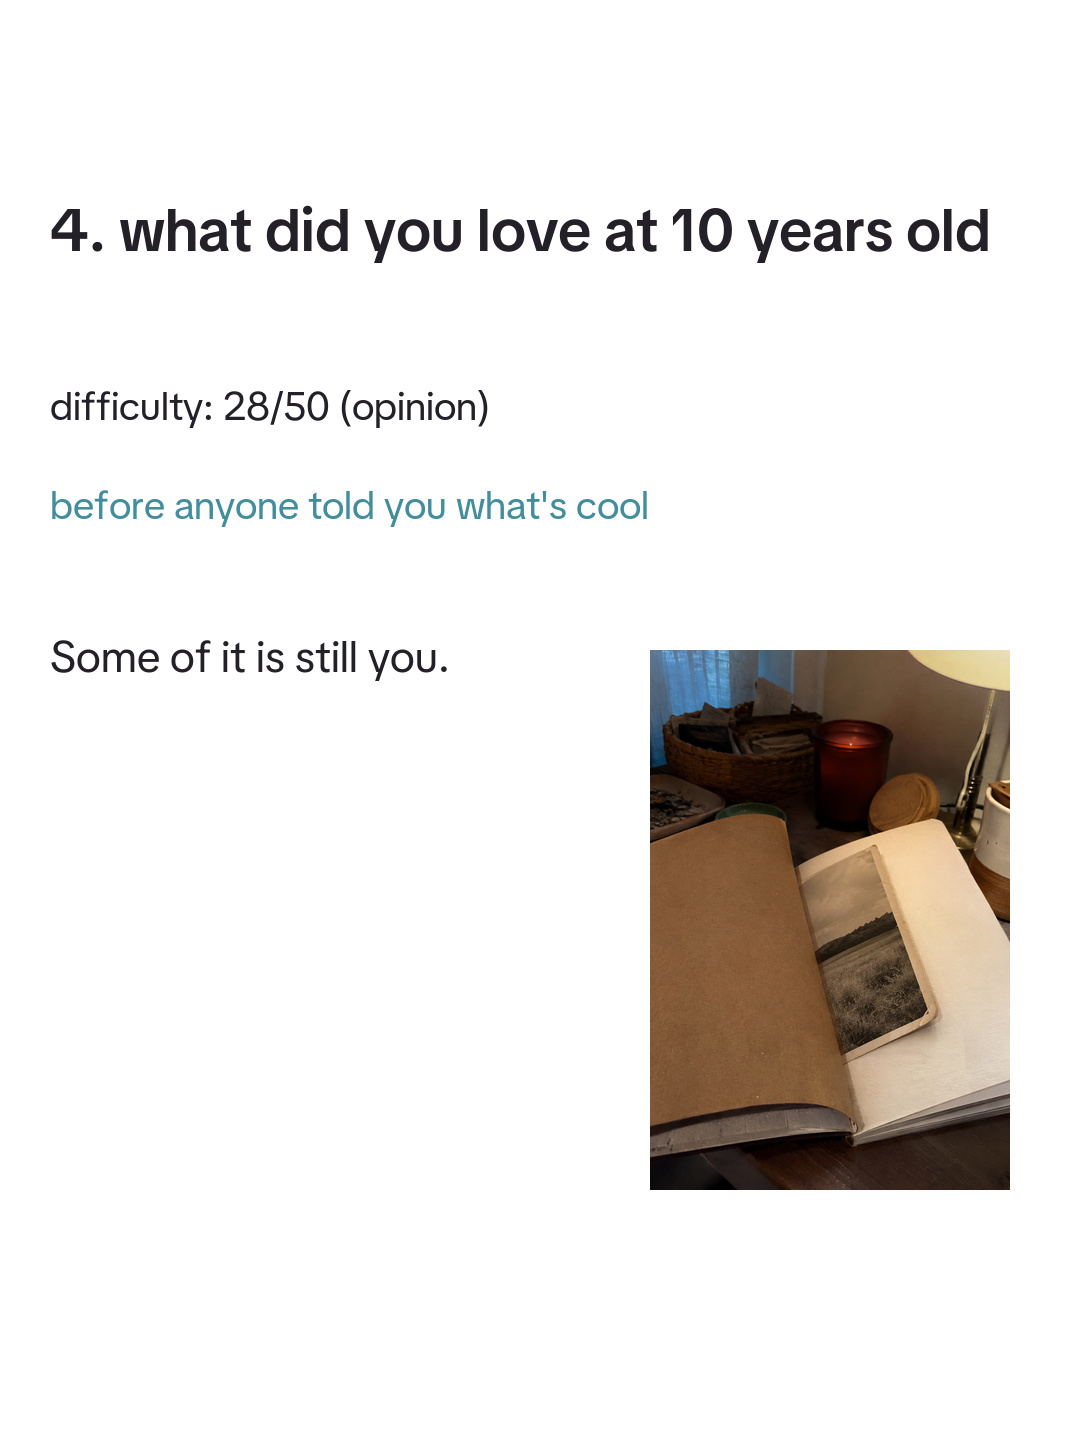 4. what did you love at 10 years old
difficulty: 28/50 (opinion)
before anyone told you what's cool
Some of it is still you.